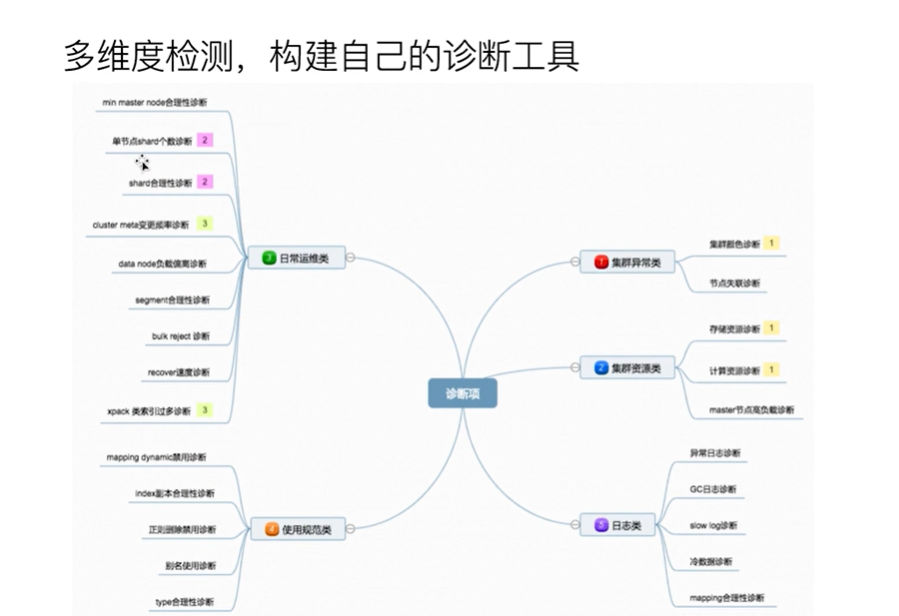 多维度检测，构建自己的诊断工具
min master node合理性诊断
单节点shard个数诊断 2
shard合理性诊断 2
cluster meta变更频率诊断 3
data node负载偏离诊断
segment合理性诊断
bulk reject 诊断
recover速度诊断
xpack 类索引过多诊断 3
3 日常运维类
mapping dynamic禁用诊断
index副本合理性诊断
正则删除禁用诊断
别名使用诊断
type合理性诊断
4 使用规范类
诊断项
1 集群异常类
集群颜色诊断 1
节点失联诊断
2 集群资源类
存储资源诊断 1
计算资源诊断 1
master节点高负载诊断
5 日志类
异常日志诊断
GC日志诊断
slow log诊断
冷数据诊断
mapping合理性诊断